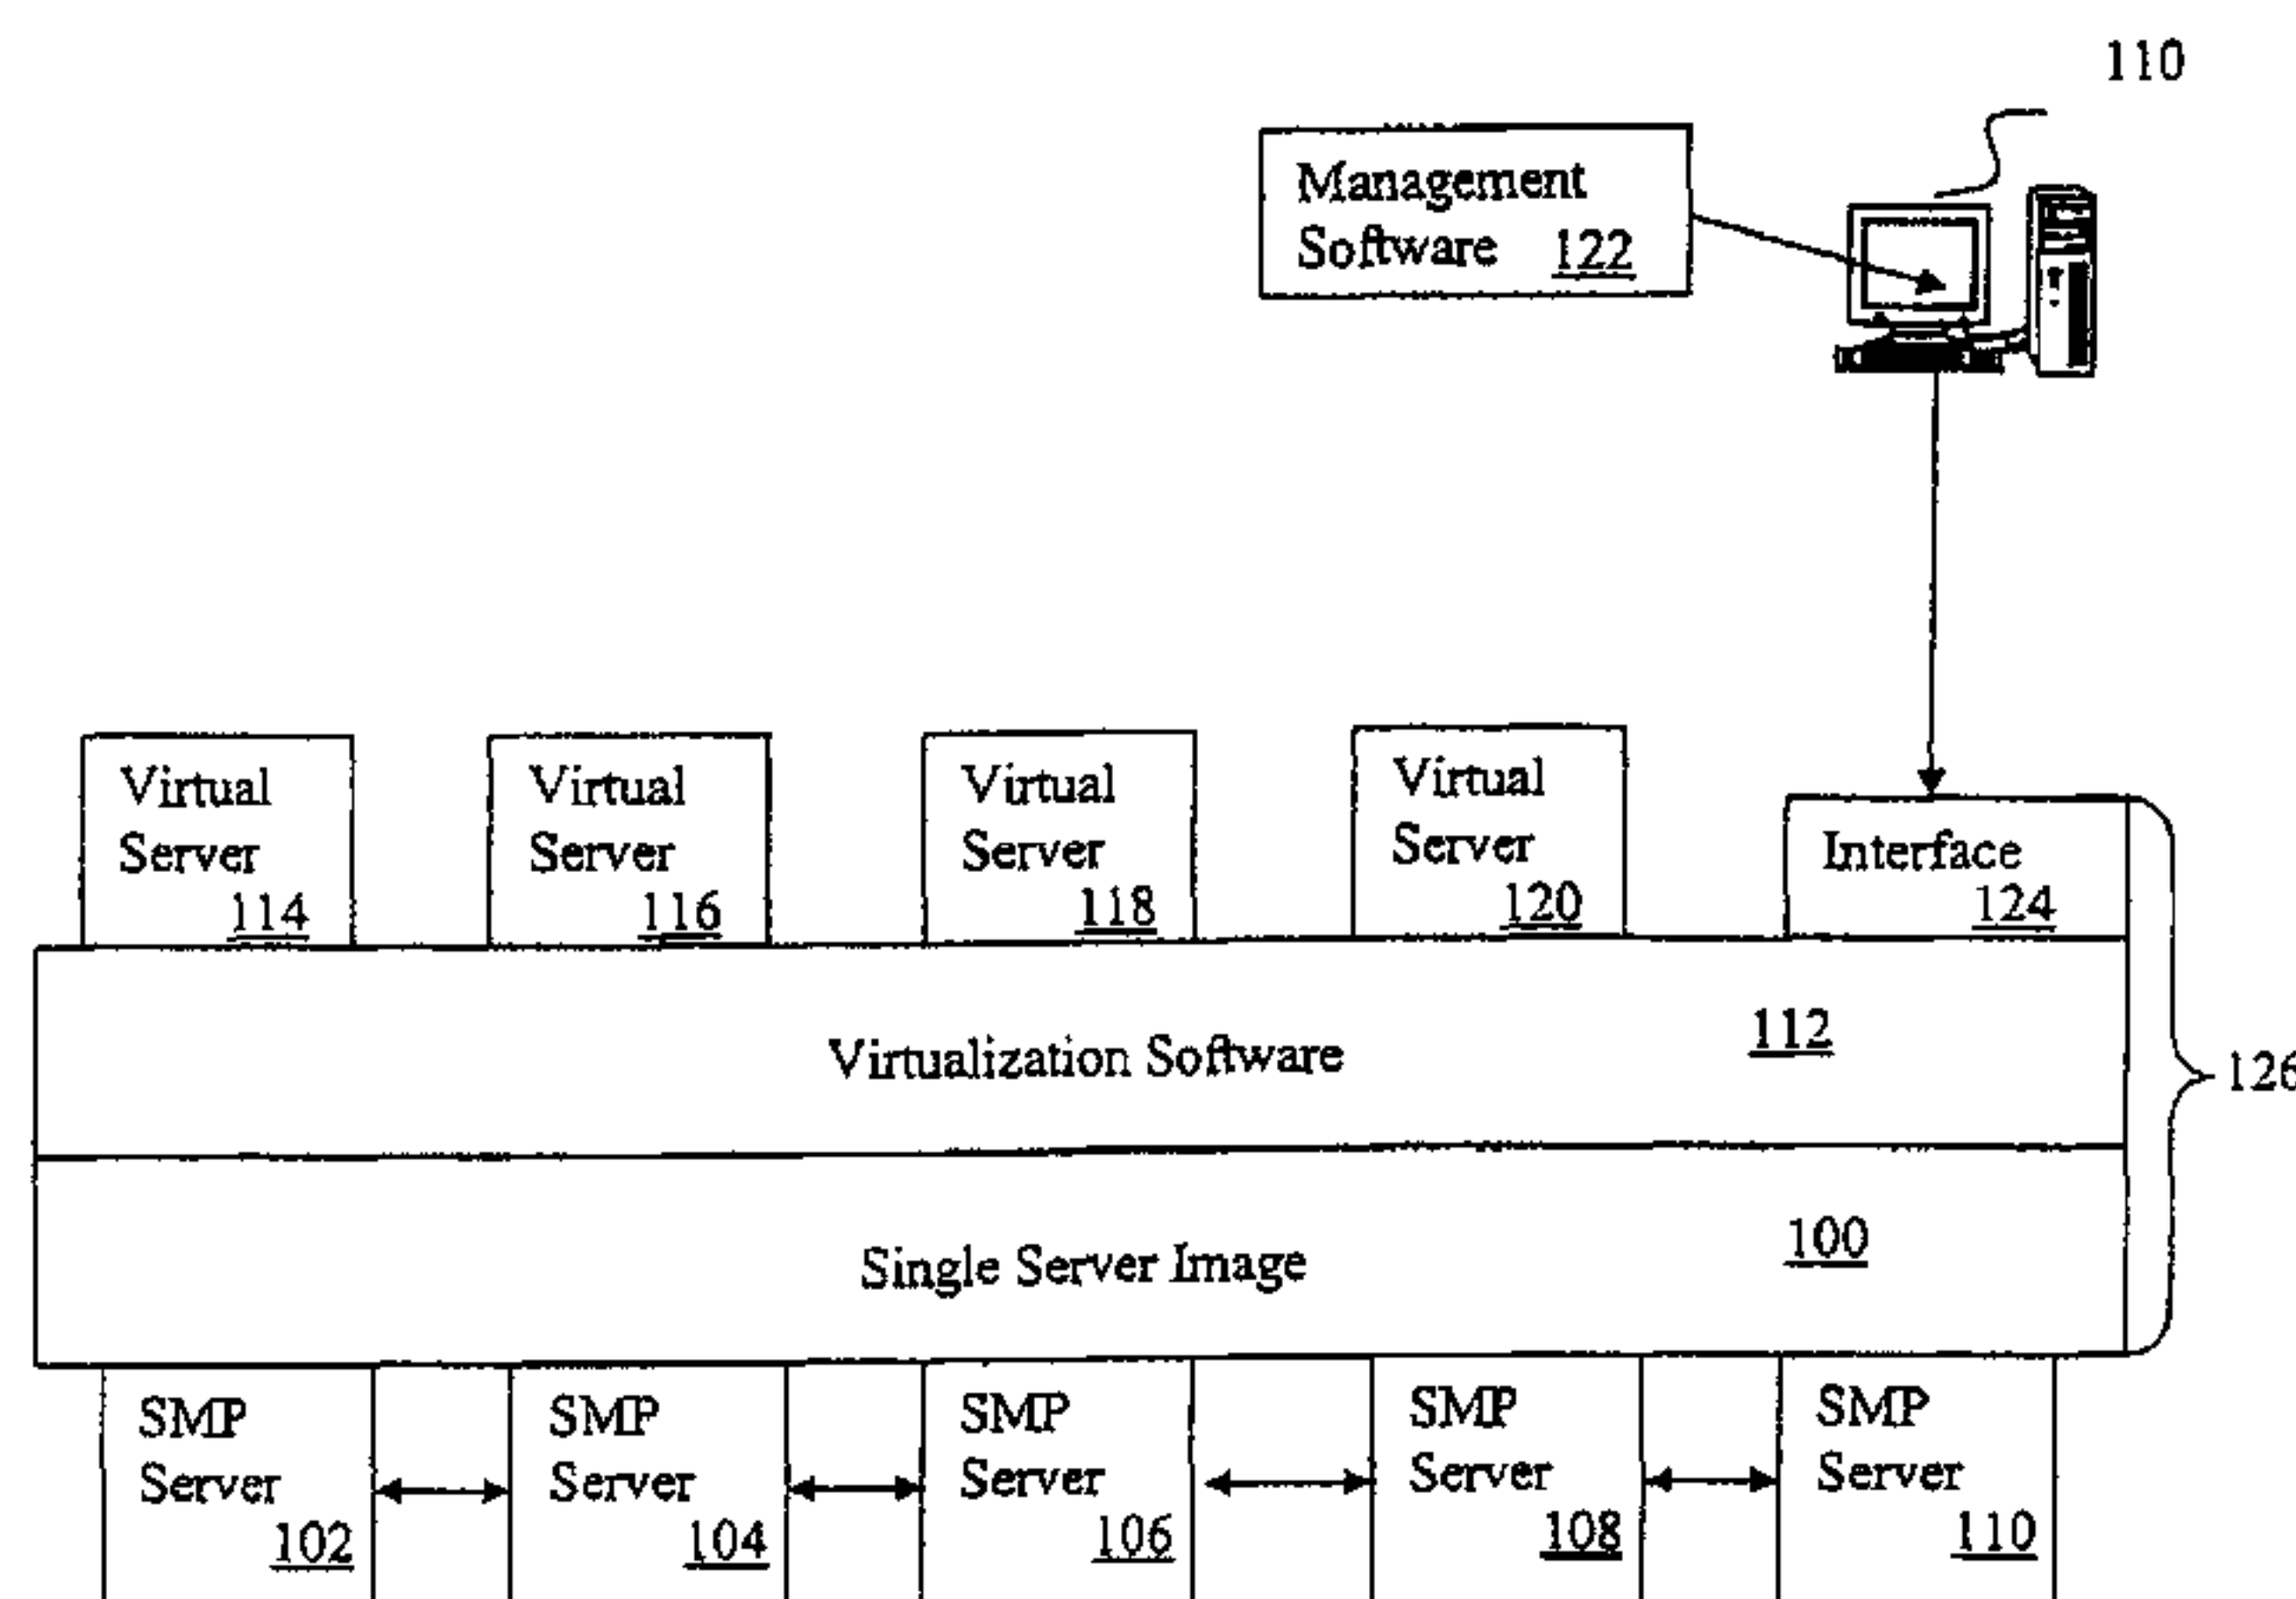 110
Management
Software 122
Virtual
Server
114
Virtual
Server
116
Virtual
Server
118
Virtual
Server
120
Interface
124
Virtualization Software 112
126
Single Server Image 100
SMP
Server
102
SMP
Server
104
SMP
Server
106
SMP
Server
108
SMP
Server
110